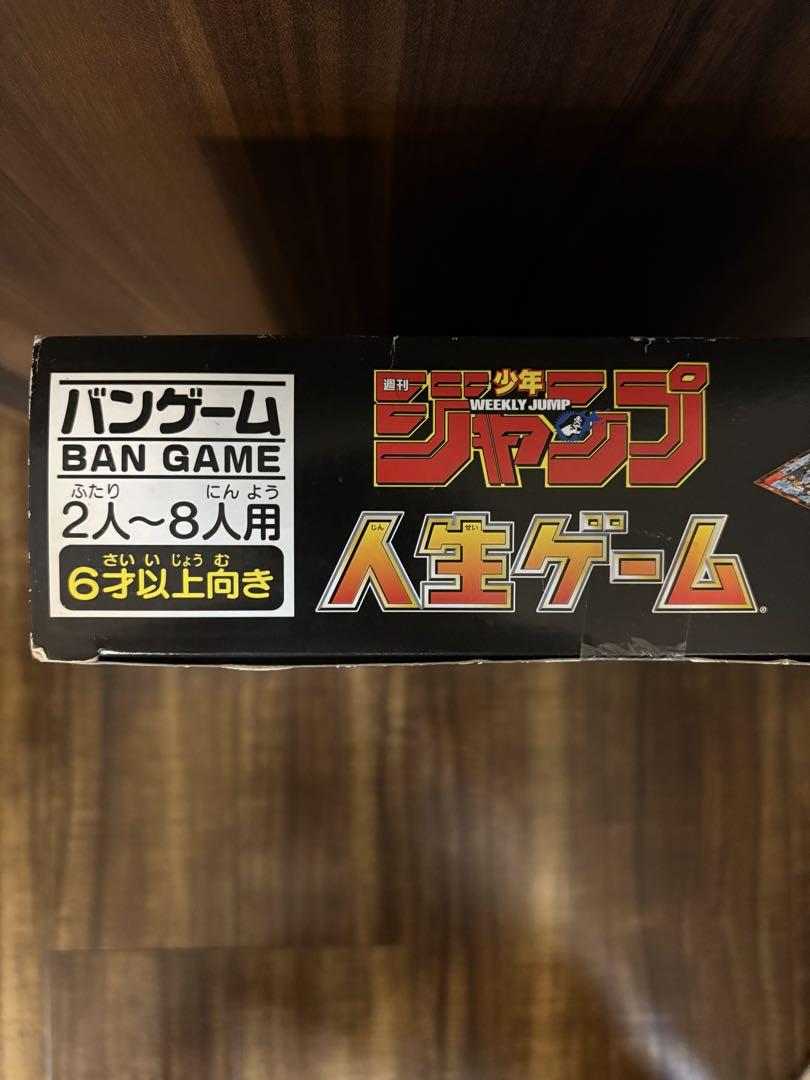 バンゲーム
BAN GAME
ふたり にんよう
2人～8人用
さいいじょうむ
6才以上向き
週刊
少年
WEEKLY JUMP
ジャンプ
じん せい
人生ゲーム®